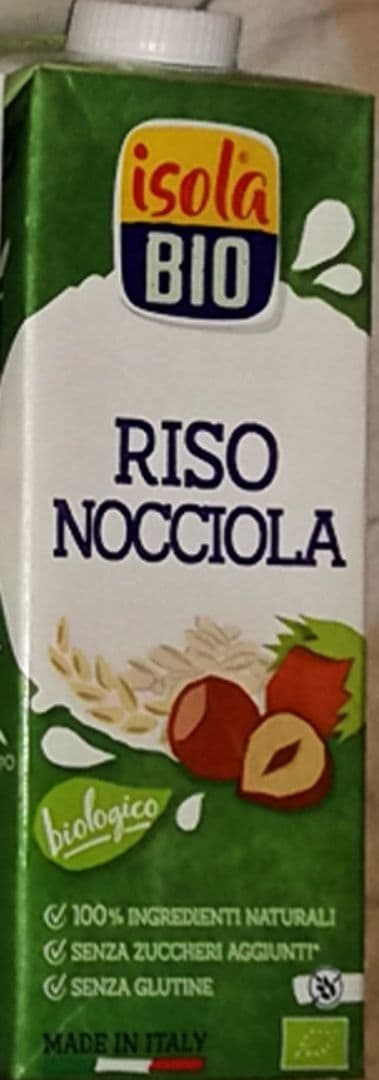 isola
BIO
RISO
NOCCIOLA
biologico
100% INGREDIENTI NATURALI
SENZA ZUCCHERI AGGIUNTI*
SENZA GLUTINE
MADE IN ITALY